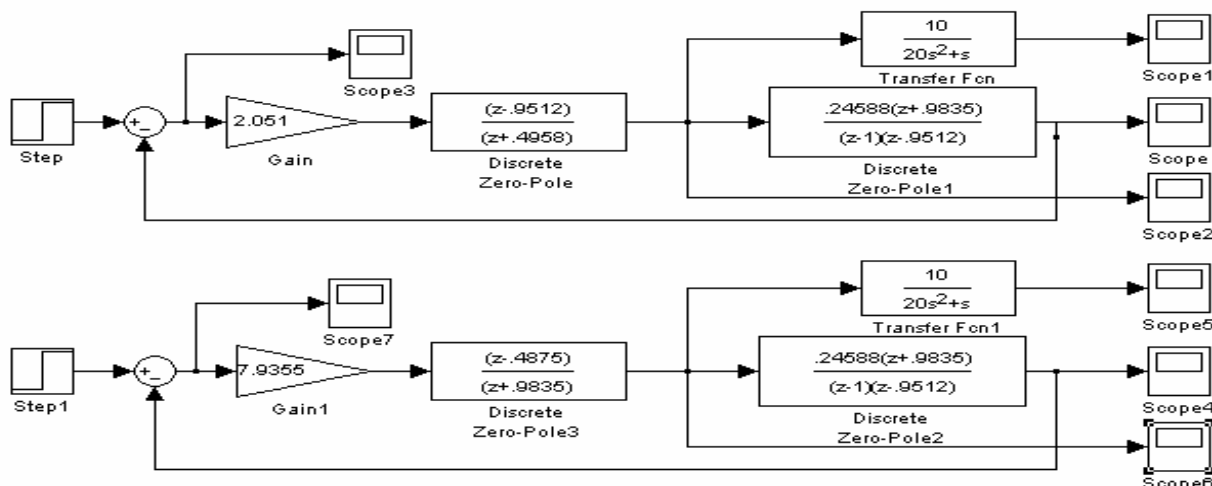 10
20s²+s
Transfer Fcn
Scope1
Scope3
Step
+
-
2.051
Gain
(z-.9512)
(z+.4958)
Discrete
Zero-Pole
.24588(z+.9835)
(z-1)(z-.9512)
Discrete
Zero-Pole1
Scope
Scope2
10
20s²+s
Transfer Fcn1
Scope5
Scope7
Step1
+
-
7.9355
Gain1
(z-.4875)
(z+.9835)
Discrete
Zero-Pole3
.24588(z+.9835)
(z-1)(z-.9512)
Discrete
Zero-Pole2
Scope4
Scope6